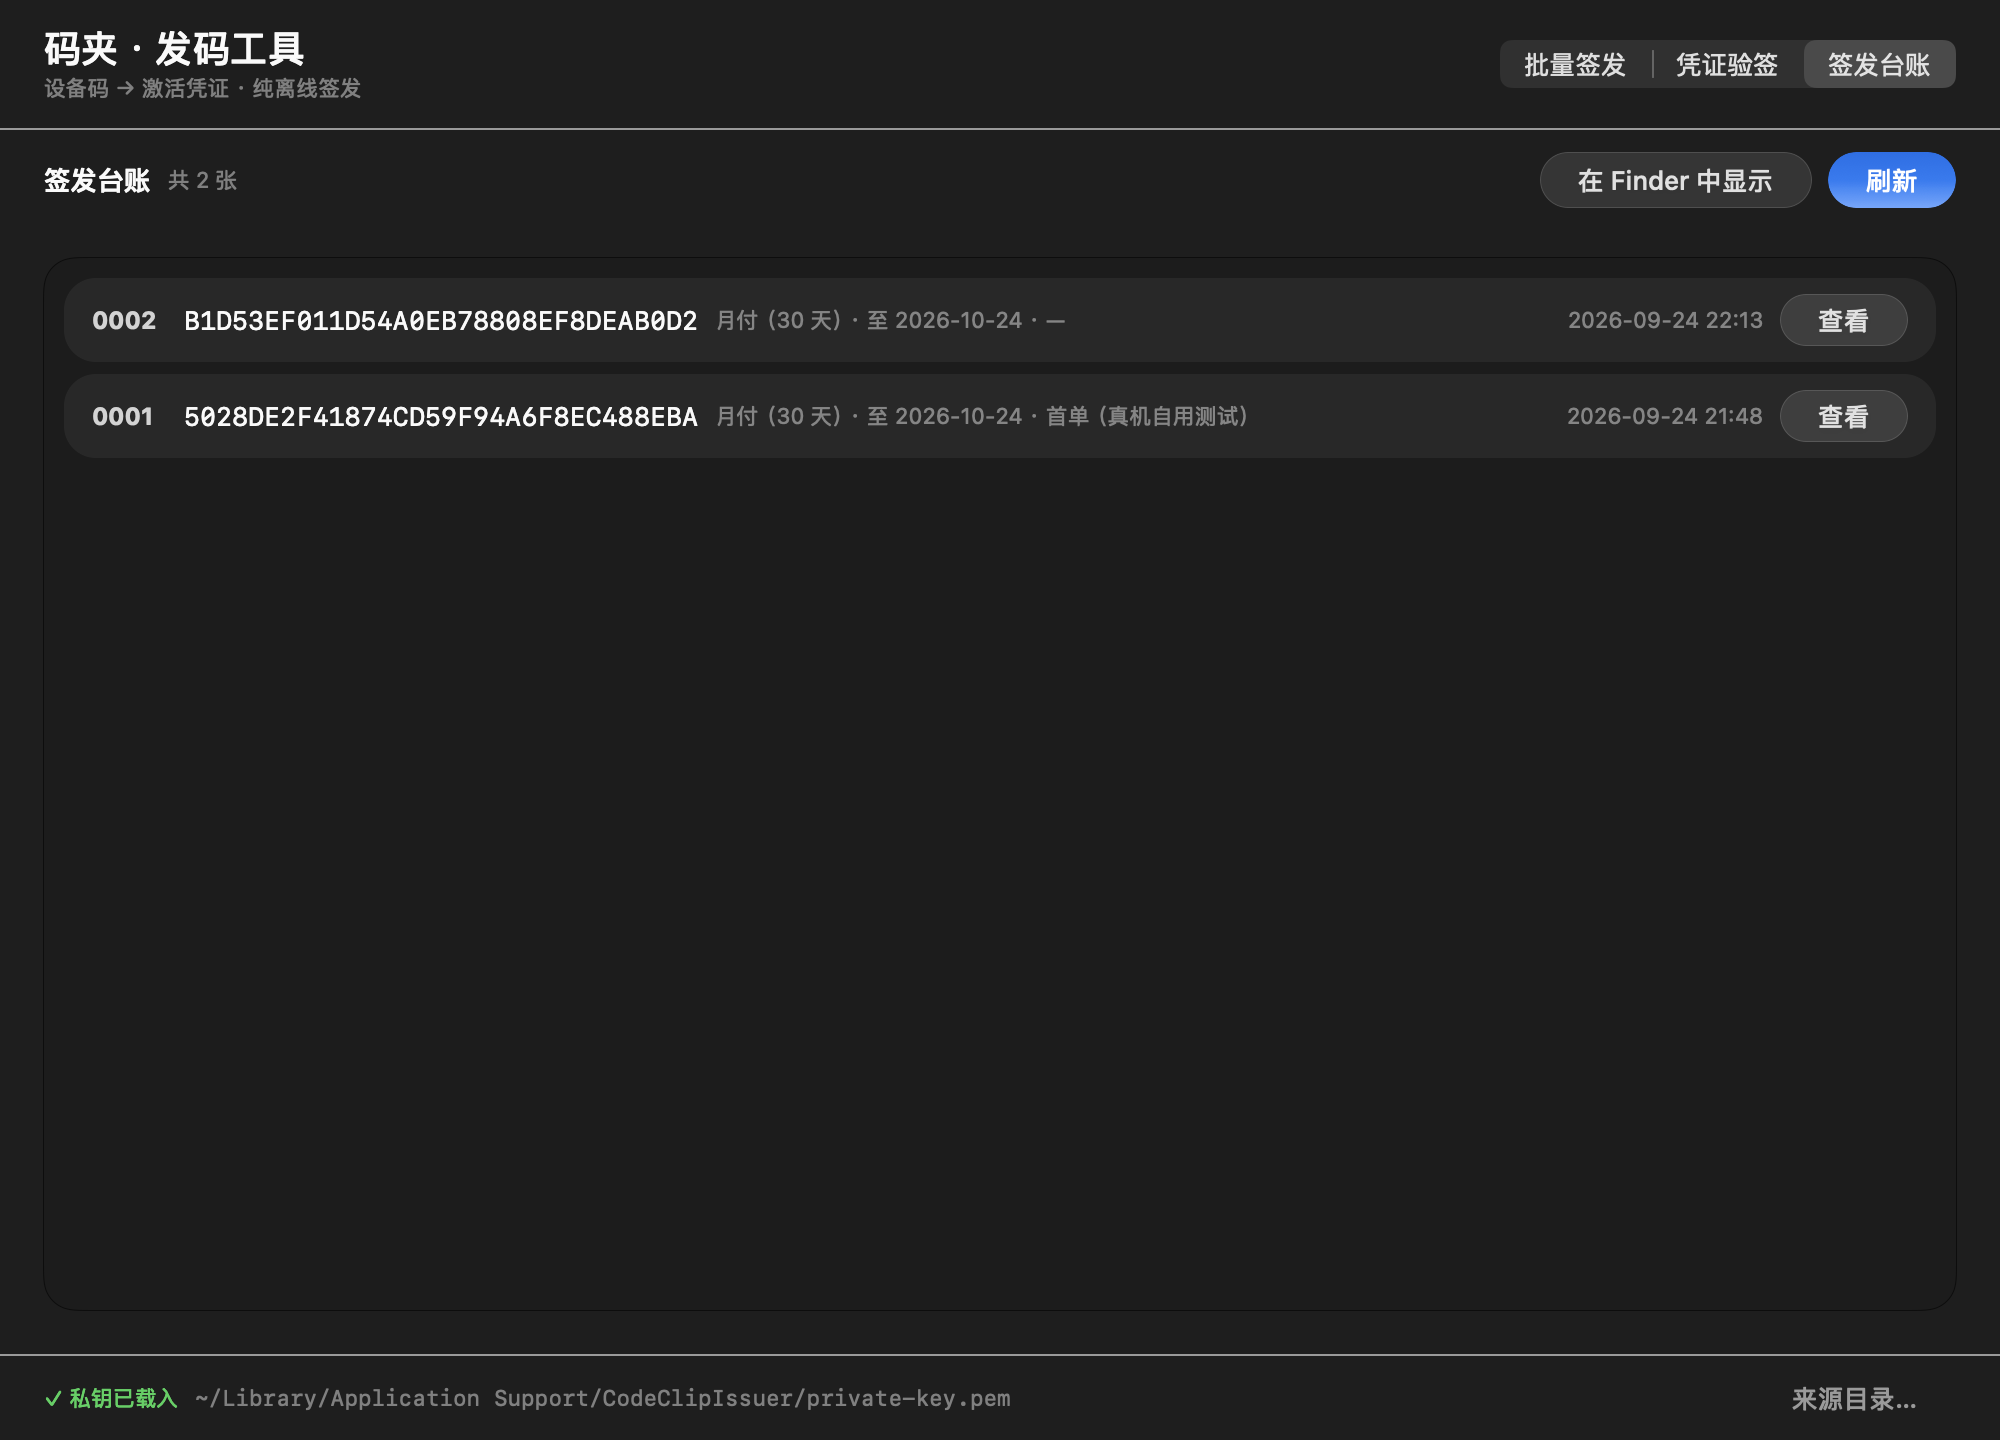 码夹 · 发码工具
设备码 → 激活凭证 · 纯离线签发
批量签发
凭证验签
签发台账
签发台账 共 2 张
在 Finder 中显示
刷新
0002 B1D53EF011D54A0EB78808EF8DEAB0D2 月付（30 天）· 至 2026-10-24 · — 2026-09-24 22:13 查看
0001 5028DE2F41874CD59F94A6F8EC488EBA 月付（30 天）· 至 2026-10-24 · 首单（真机自用测试） 2026-09-24 21:48 查看
✓ 私钥已载入 ~/Library/Application Support/CodeClipIssuer/private-key.pem
来源目录...